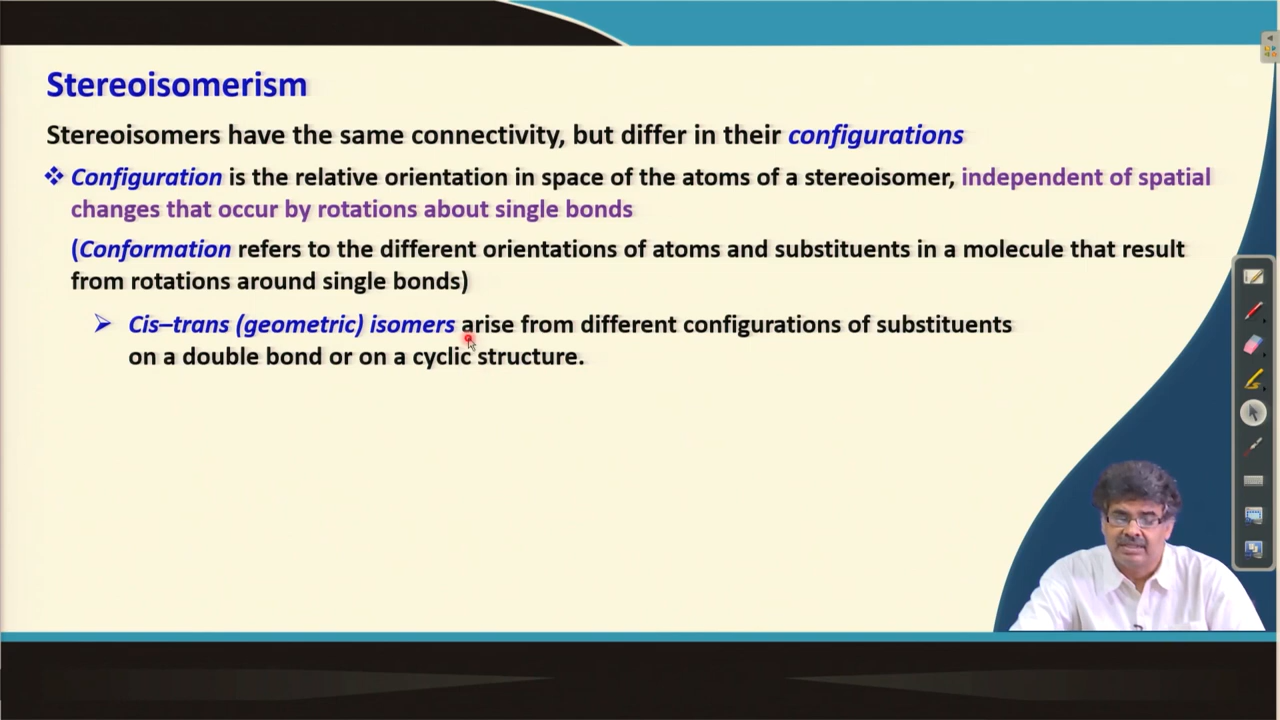 Stereoisomerism
Stereoisomers have the same connectivity, but differ in their configurations
Configuration is the relative orientation in space of the atoms of a stereoisomer, independent of spatial
changes that occur by rotations about single bonds
(Conformation refers to the different orientations of atoms and substituents in a molecule that result
from rotations around single bonds)
Cis–trans (geometric) isomers arise from different configurations of substituents
on a double bond or on a cyclic structure.